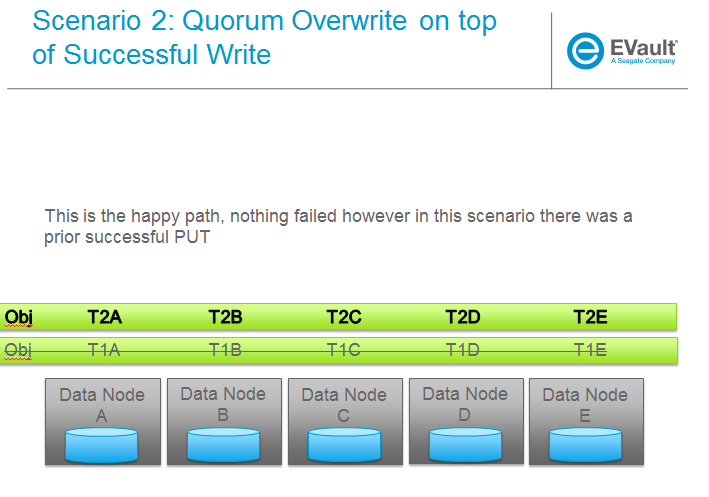 Scenario 2: Quorum Overwrite on top
of Successful Write
EVault®
A Seagate Company
This is the happy path, nothing failed however in this scenario there was a
prior successful PUT
Obj T2A T2B T2C T2D T2E
Obj T1A T1B T1C T1D T1E
Data Node Data Node Data Node Data Node Data Node
A B C D E